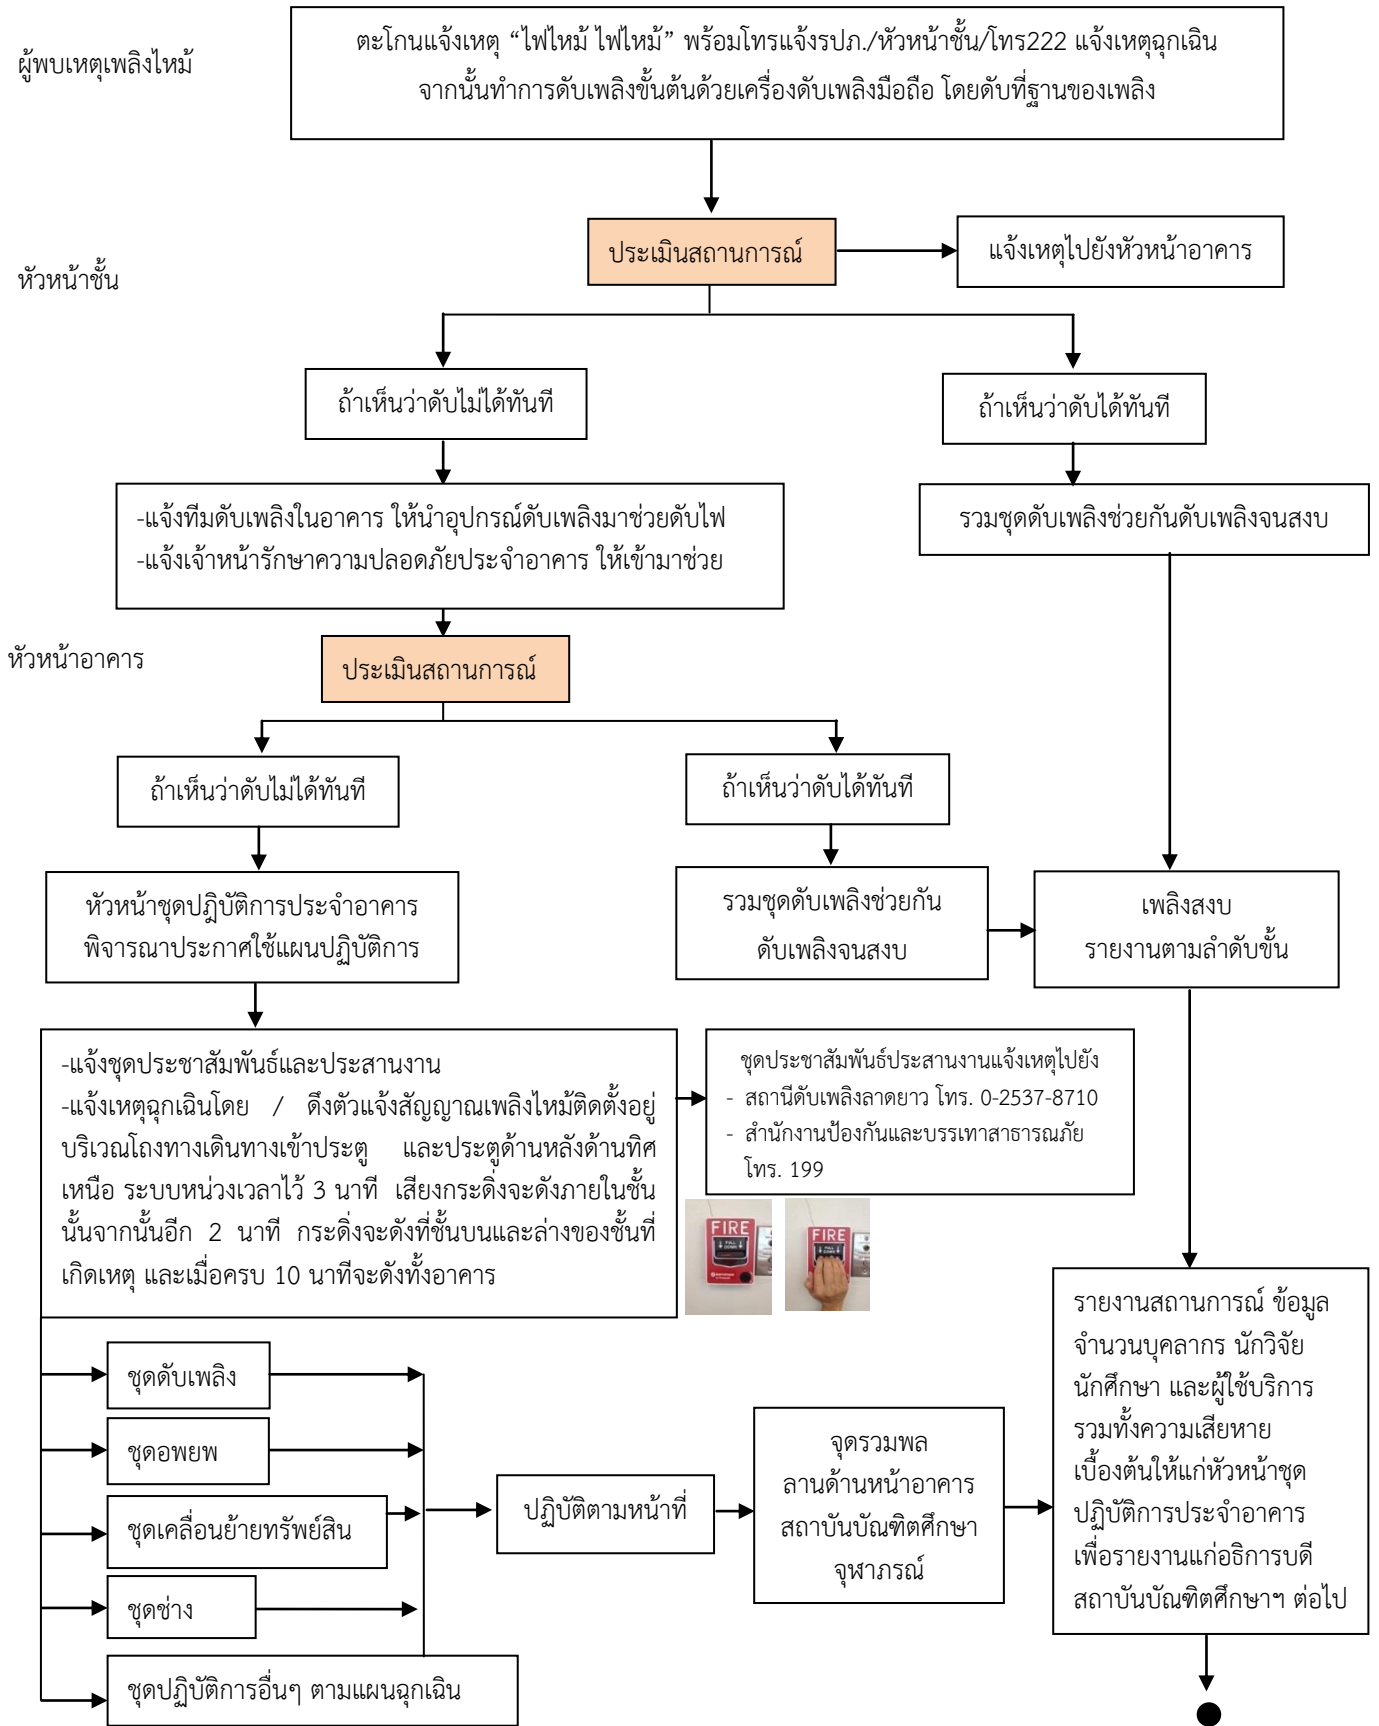 ผู้พบเหตุเพลิงไหม้
ตะโกนแจ้งเหตุ “ไฟไหม้ ไฟไหม้” พร้อมโทรแจ้งรปภ./หัวหน้าชั้น/โทร222 แจ้งเหตุฉุกเฉิน
จากนั้นทำการดับเพลิงขั้นต้นด้วยเครื่องดับเพลิงมือถือ โดยดับที่ฐานของเพลิง
หัวหน้าชั้น
ประเมินสถานการณ์
แจ้งเหตุไปยังหัวหน้าอาคาร
ถ้าเห็นว่าดับไม่ได้ทันที
ถ้าเห็นว่าดับได้ทันที
-แจ้งทีมดับเพลิงในอาคาร ให้นำอุปกรณ์ดับเพลิงมาช่วยดับไฟ
-แจ้งเจ้าหน้ารักษาความปลอดภัยประจำอาคาร ให้เข้ามาช่วย
รวมชุดดับเพลิงช่วยกันดับเพลิงจนสงบ
หัวหน้าอาคาร
ประเมินสถานการณ์
ถ้าเห็นว่าดับไม่ได้ทันที
ถ้าเห็นว่าดับได้ทันที
หัวหน้าชุดปฎิบัติการประจำอาคาร
พิจารณาประกาศใช้แผนปฏิบัติการ
รวมชุดดับเพลิงช่วยกัน
ดับเพลิงจนสงบ
เพลิงสงบ
รายงานตามลำดับขั้น
-แจ้งชุดประชาสัมพันธ์และประสานงาน
-แจ้งเหตุฉุกเฉินโดย / ดึงตัวแจ้งสัญญาณเพลิงไหม้ติดตั้งอยู่
บริเวณโถงทางเดินทางเข้าประตู และประตูด้านหลังด้านทิศ
เหนือ ระบบหน่วงเวลาไว้ 3 นาที เสียงกระดิ่งจะดังภายในชั้น
นั้นจากนั้นอีก 2 นาที กระดิ่งจะดังที่ชั้นบนและล่างของชั้นที่
เกิดเหตุ และเมื่อครบ 10 นาทีจะดังทั้งอาคาร
ชุดประชาสัมพันธ์ประสานงานแจ้งเหตุไปยัง
- สถานีดับเพลิงลาดยาว โทร. 0-2537-8710
- สำนักงานป้องกันและบรรเทาสาธารณภัย
โทร. 199
FIRE
FIRE
ชุดดับเพลิง
ชุดอพยพ
ชุดเคลื่อนย้ายทรัพย์สิน
ชุดช่าง
ชุดปฏิบัติการอื่นๆ ตามแผนฉุกเฉิน
ปฏิบัติตามหน้าที่
จุดรวมพล
ลานด้านหน้าอาคาร
สถาบันบัณฑิตศึกษา
จุฬาภรณ์
รายงานสถานการณ์ ข้อมูล
จำนวนบุคลากร นักวิจัย
นักศึกษา และผู้ใช้บริการ
รวมทั้งความเสียหาย
เบื้องต้นให้แก่หัวหน้าชุด
ปฏิบัติการประจำอาคาร
เพื่อรายงานแก่อธิการบดี
สถาบันบัณฑิตศึกษาฯ ต่อไป